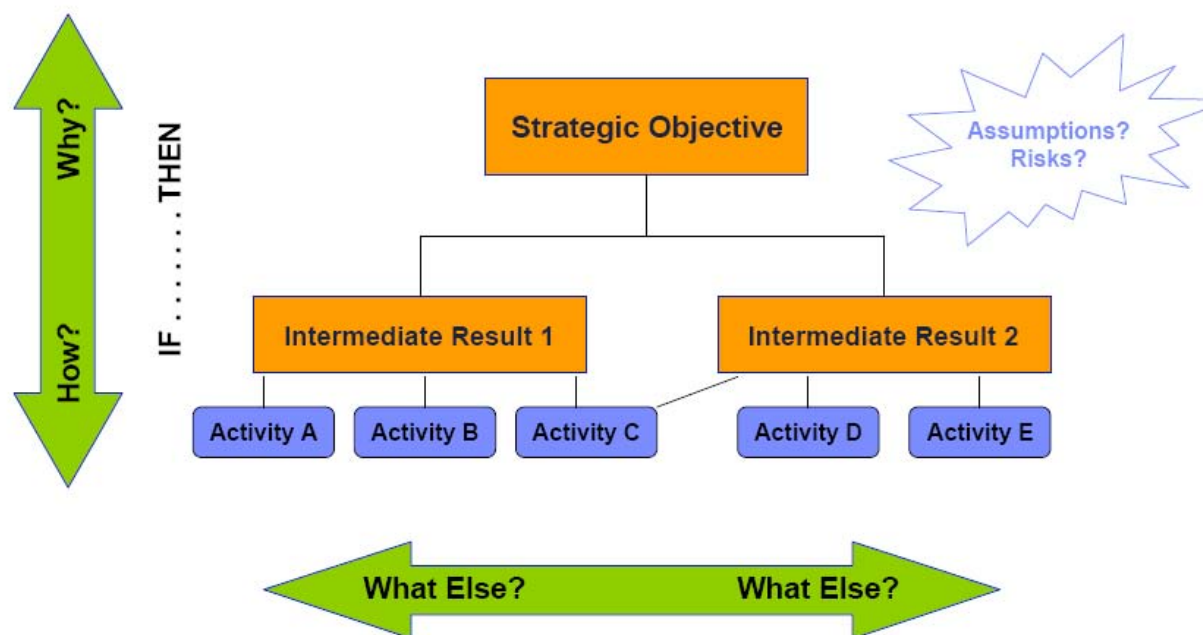 Why?
How?
IF . . . . . . . THEN
Strategic Objective
Assumptions?
Risks?
Intermediate Result 1
Intermediate Result 2
Activity A
Activity B
Activity C
Activity D
Activity E
What Else?
What Else?